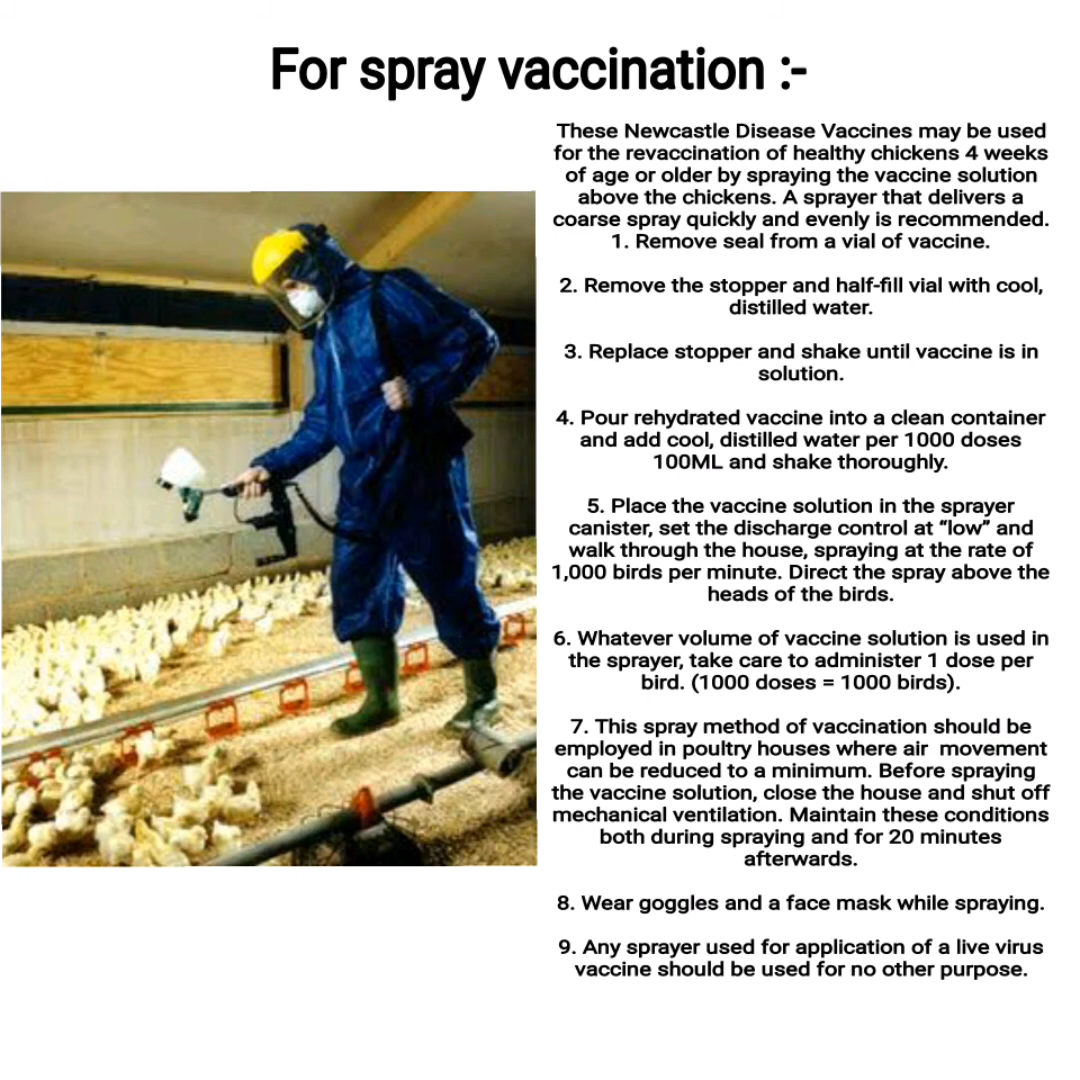 For spray vaccination :-
These Newcastle Disease Vaccines may be used
for the revaccination of healthy chickens 4 weeks
of age or older by spraying the vaccine solution
above the chickens. A sprayer that delivers a
coarse spray quickly and evenly is recommended.
1. Remove seal from a vial of vaccine.
2. Remove the stopper and half-fill vial with cool,
distilled water.
3. Replace stopper and shake until vaccine is in
solution.
4. Pour rehydrated vaccine into a clean container
and add cool, distilled water per 1000 doses
100ML and shake thoroughly.
5. Place the vaccine solution in the sprayer
canister, set the discharge control at “low” and
walk through the house, spraying at the rate of
1,000 birds per minute. Direct the spray above the
heads of the birds.
6. Whatever volume of vaccine solution is used in
the sprayer, take care to administer 1 dose per
bird. (1000 doses = 1000 birds).
7. This spray method of vaccination should be
employed in poultry houses where air  movement
can be reduced to a minimum. Before spraying
the vaccine solution, close the house and shut off
mechanical ventilation. Maintain these conditions
both during spraying and for 20 minutes
afterwards.
8. Wear goggles and a face mask while spraying.
9. Any sprayer used for application of a live virus
vaccine should be used for no other purpose.